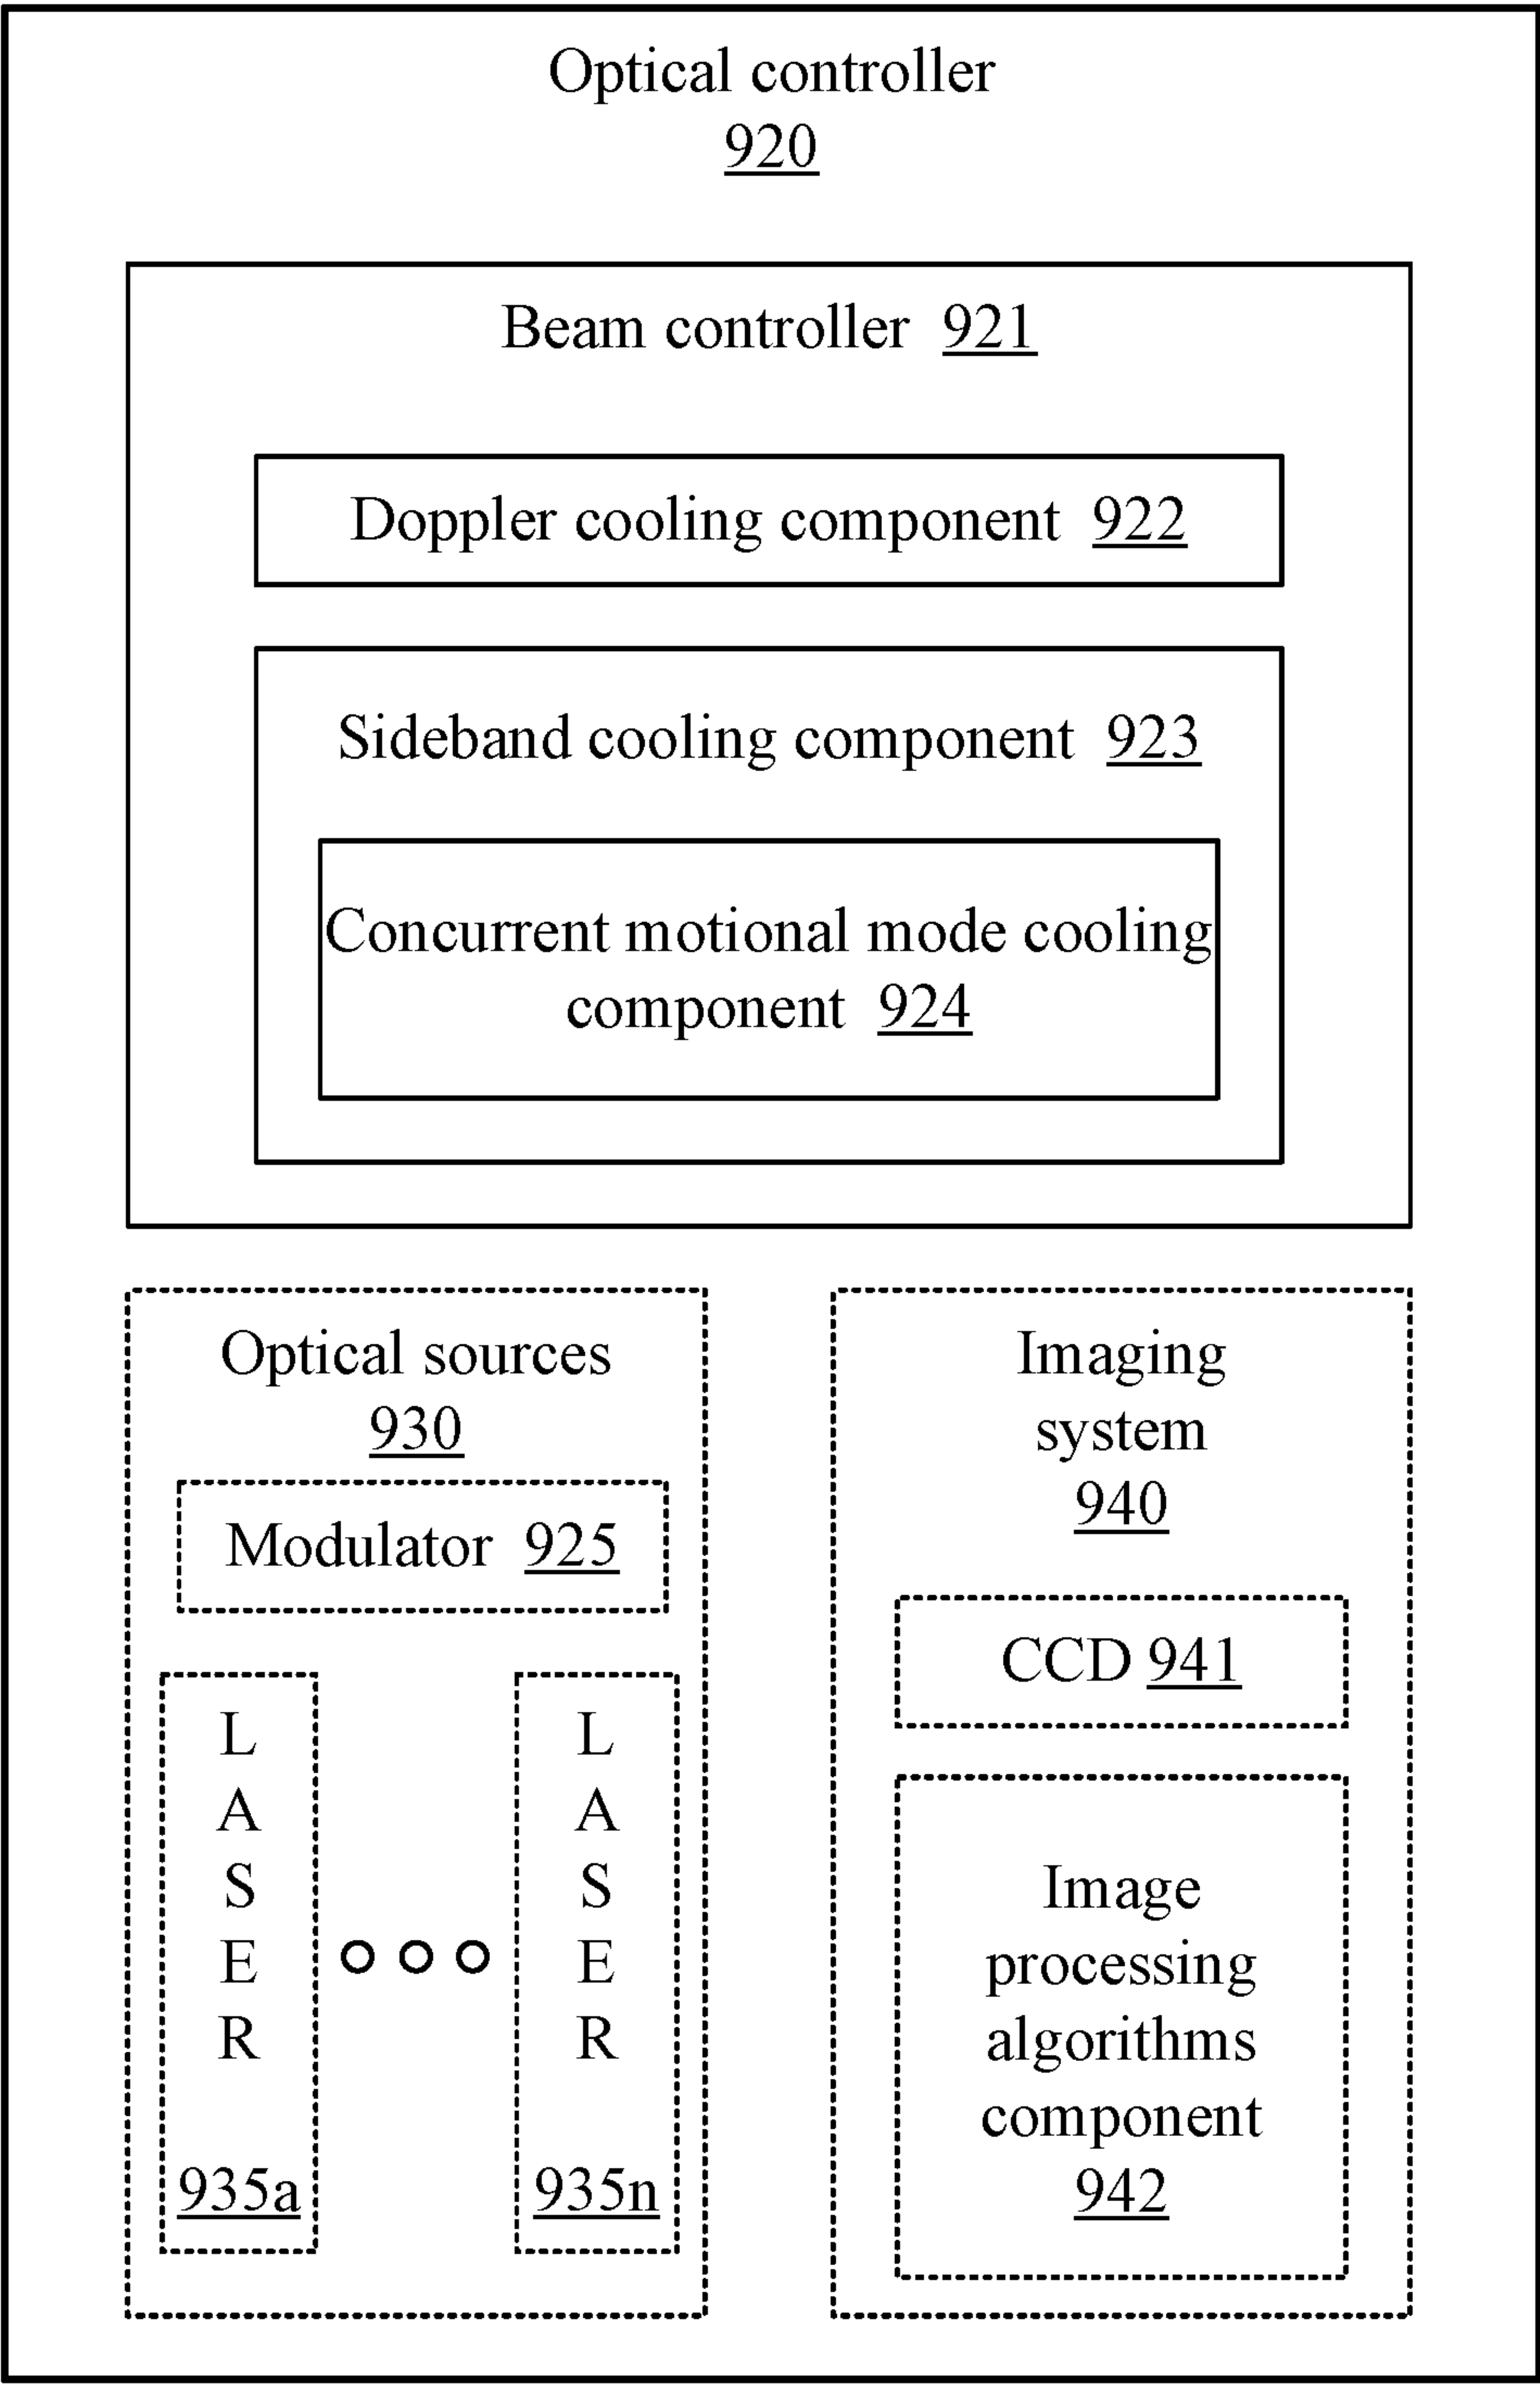 Optical controller
920
Beam controller 921
Doppler cooling component 922
Sideband cooling component 923
Concurrent motional mode cooling
component 924
Optical sources
930
Modulator 925
L
A
S
E
R
935a
L
A
S
E
R
935n
Imaging
system
940
CCD 941
Image
processing
algorithms
component
942